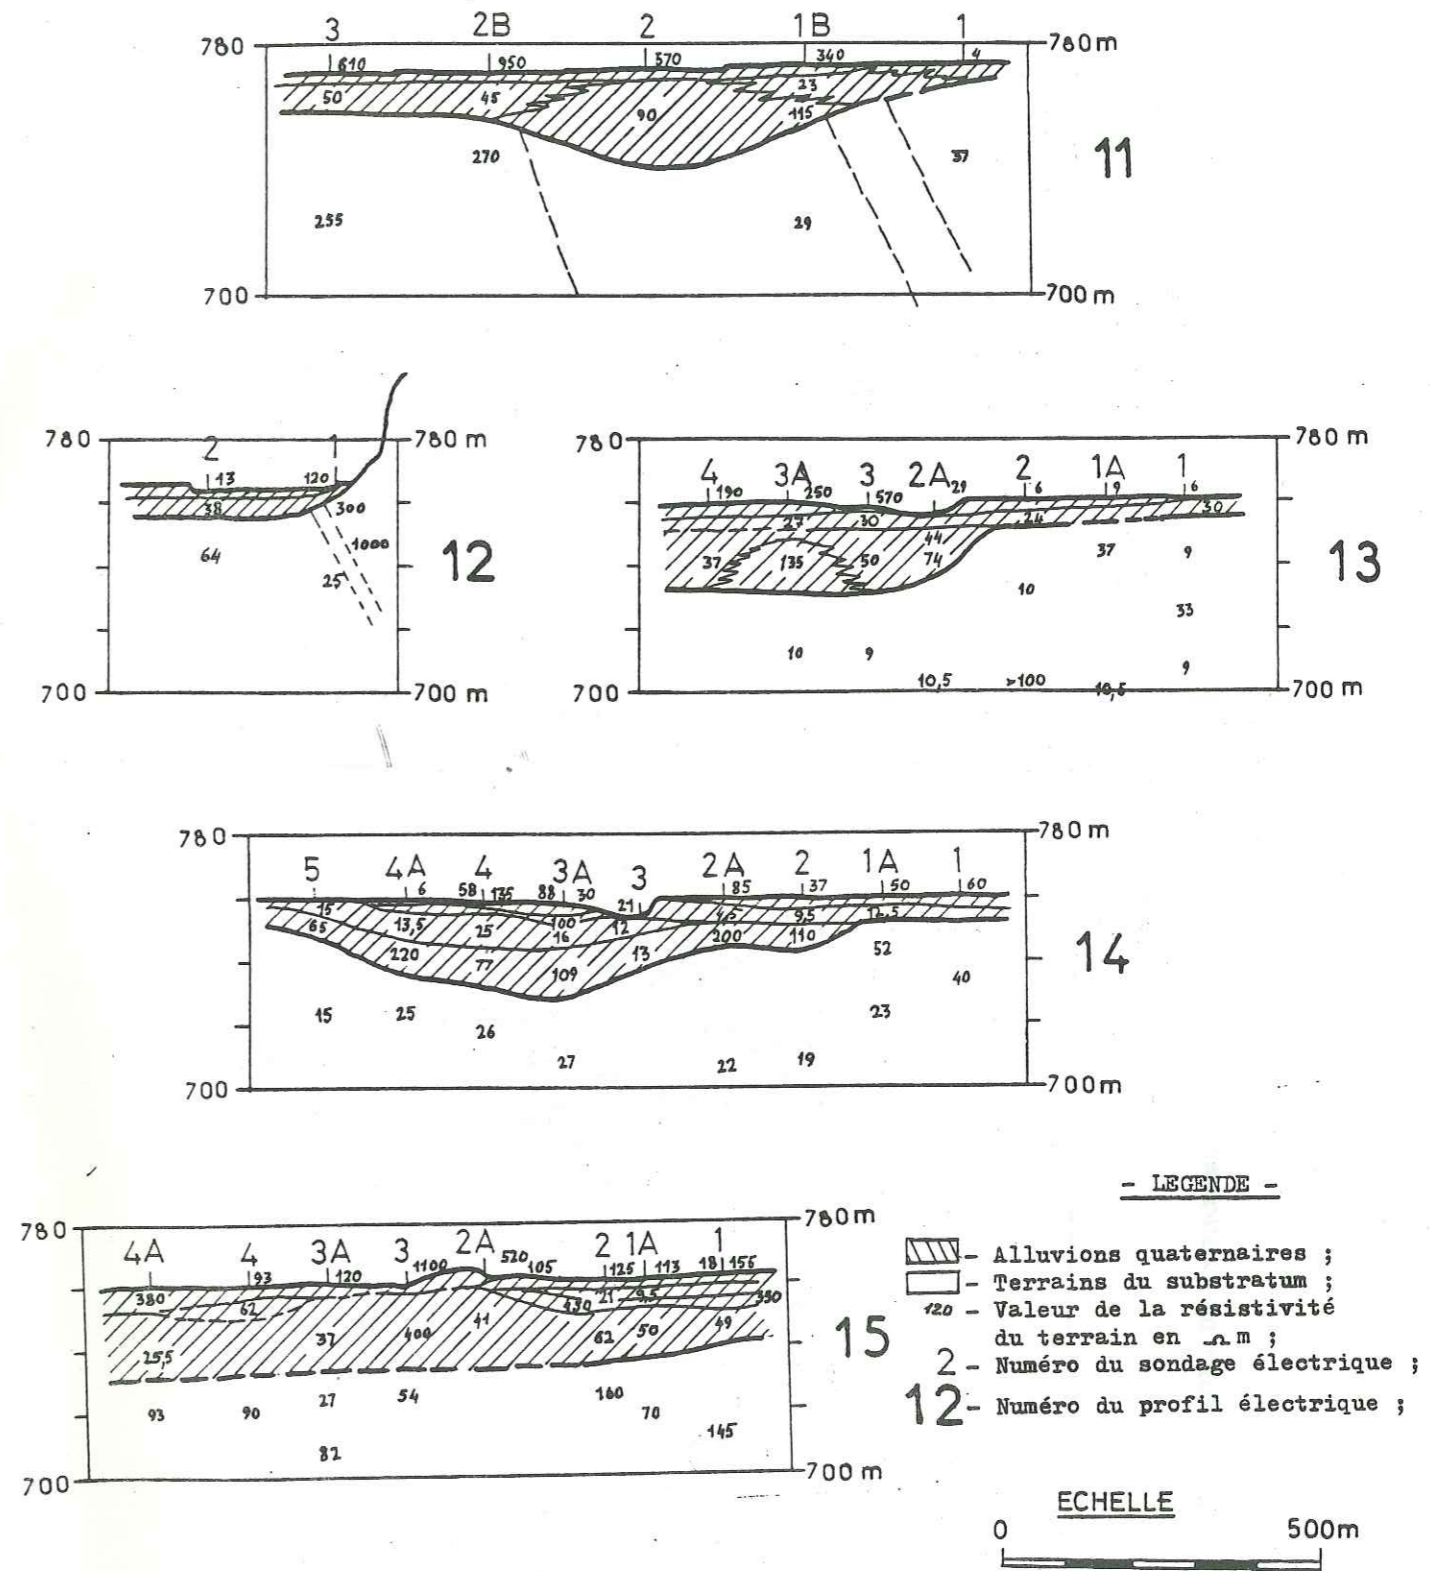 3 2B 2 1B 1
780 780m
610 950 570 340 4
50 45 90 23
115
270 37
11
255 29
700 700 m
780 780 m
2 1
13 120
38 300
64 1000
25
12
700 700 m
780 780 m
4 3A 3 2A 2 1A 1
190 250 570 29 6 9 6
27 30 44 24 30
37 135 50 74 37 9
10 33
10 9 9
10,5 >100 10,5
13
700 700 m
780 780 m
5 4A 4 3A 3 2A 2 1A 1
6 58 135 88 30 21 85 37 50 60
15 13,5 25 100 12 4,5 9,5 12,5
65 220 77 16 13 200 110 52
109 40
15 25 26 27 22 19 23
14
700 700m
780 780m
4A 4 3A 3 2A 2 1A 1
93 120 1100 520 105 125 113 18 155
380 62 21 9,5 350
430
25,5 37 400 41 62 50 49
93 90 27 54 160 70 145
82
15
700 700 m
- LEGENDE -
- Alluvions quaternaires ;
- Terrains du substratum ;
120 - Valeur de la résistivité
du terrain en Ωm ;
2 - Numéro du sondage électrique ;
12 - Numéro du profil électrique ;
ECHELLE
0 500m